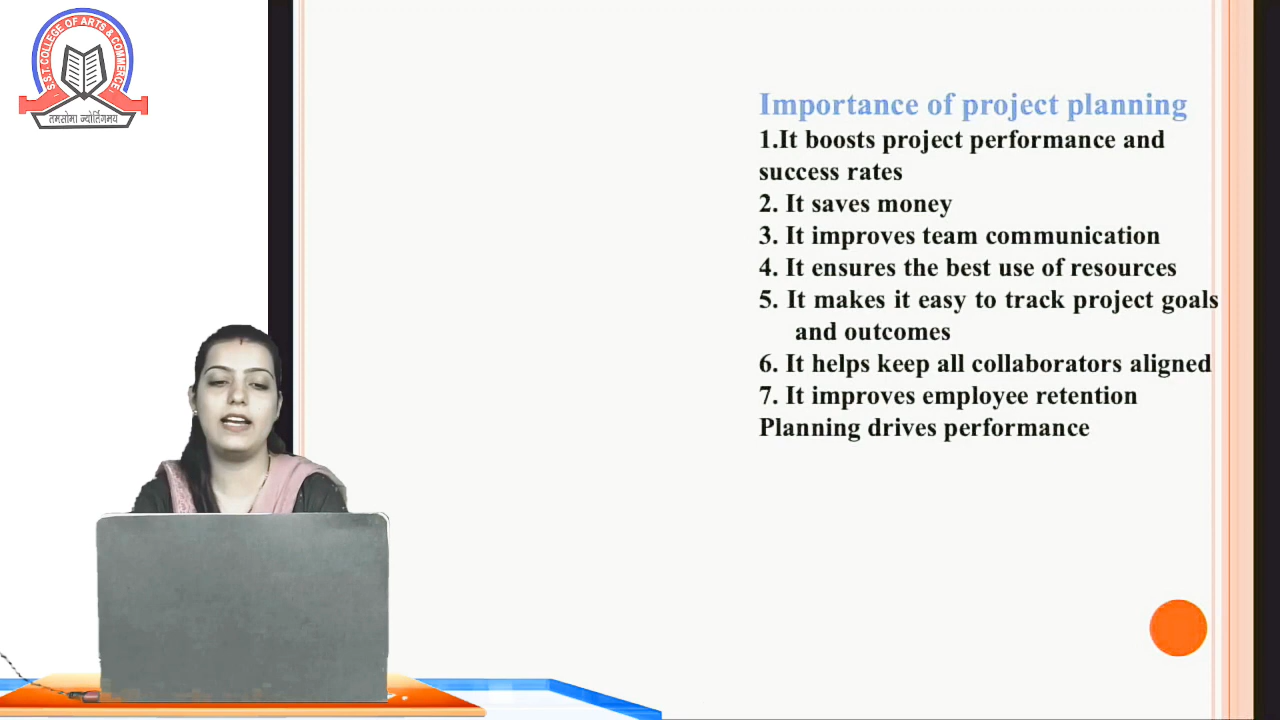 S.S.T. COLLEGE OF ARTS & COMMERCE
तमसोमा ज्योर्तिगमय
Importance of project planning
1.It boosts project performance and
success rates
2. It saves money
3. It improves team communication
4. It ensures the best use of resources
5. It makes it easy to track project goals
and outcomes
6. It helps keep all collaborators aligned
7. It improves employee retention
Planning drives performance